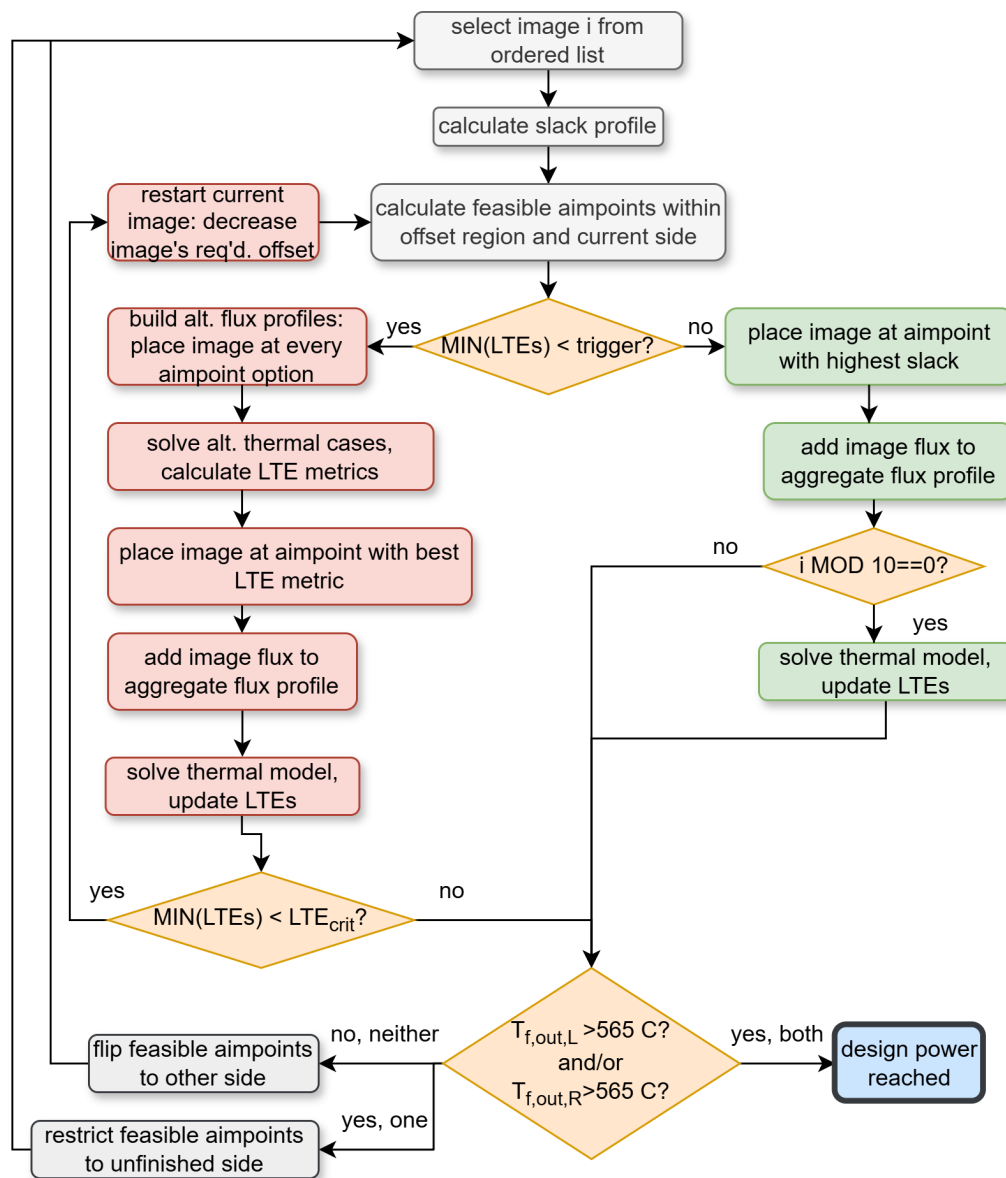 select image i from
ordered list
calculate slack profile
restart current
image: decrease
image's req'd. offset
calculate feasible aimpoints within
offset region and current side
build alt. flux profiles:
place image at every
aimpoint option
yes
MIN(LTEs) < trigger?
no
place image at aimpoint
with highest slack
solve alt. thermal cases,
calculate LTE metrics
add image flux to
aggregate flux profile
place image at aimpoint with best
LTE metric
no
i MOD 10==0?
yes
add image flux to
aggregate flux profile
solve thermal model,
update LTEs
solve thermal model,
update LTEs
yes
MIN(LTEs) < LTEcrit?
no
Tf,out,L >565 C?
and/or
Tf,out,R>565 C?
no, neither
yes, both
flip feasible aimpoints
to other side
design power
reached
yes, one
restrict feasible aimpoints
to unfinished side